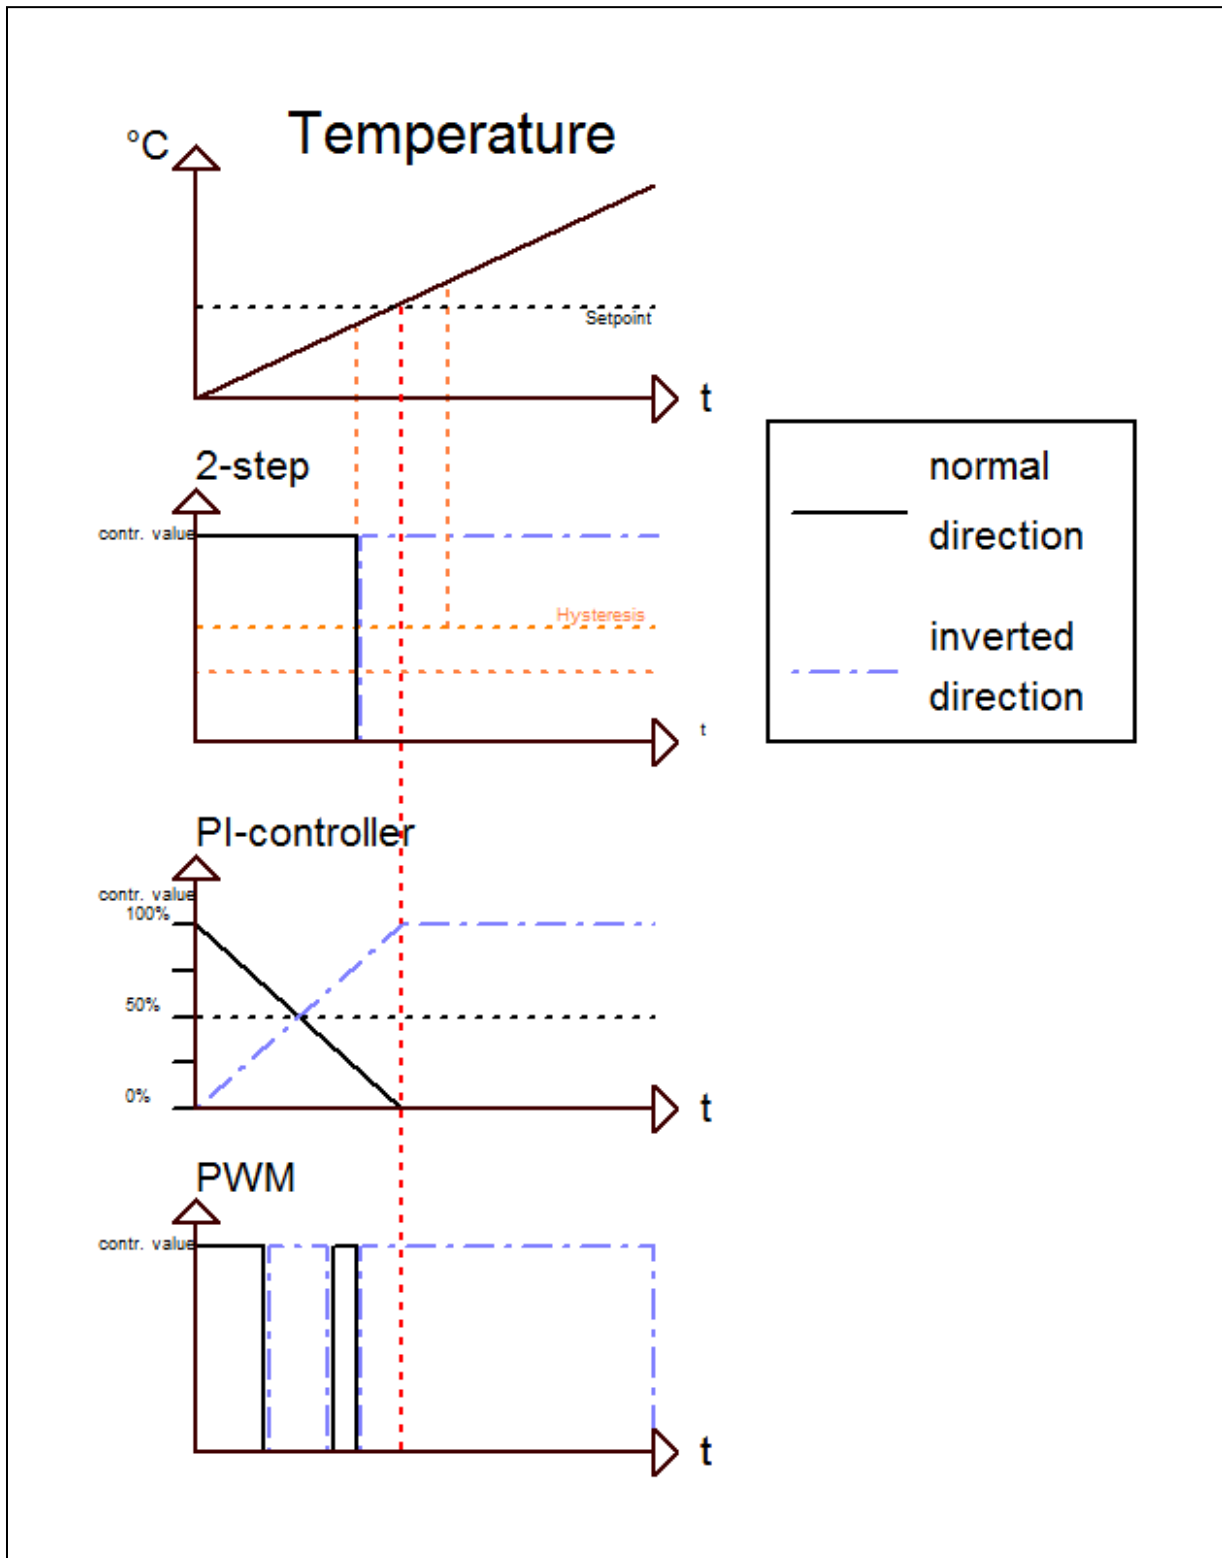 Temperature
ºC
Setpoint
t
2-step
contr. value
Hysteresis
t
normal
direction
inverted
direction
PI-controller
contr. value
100%
50%
0%
t
PWM
contr. value
t